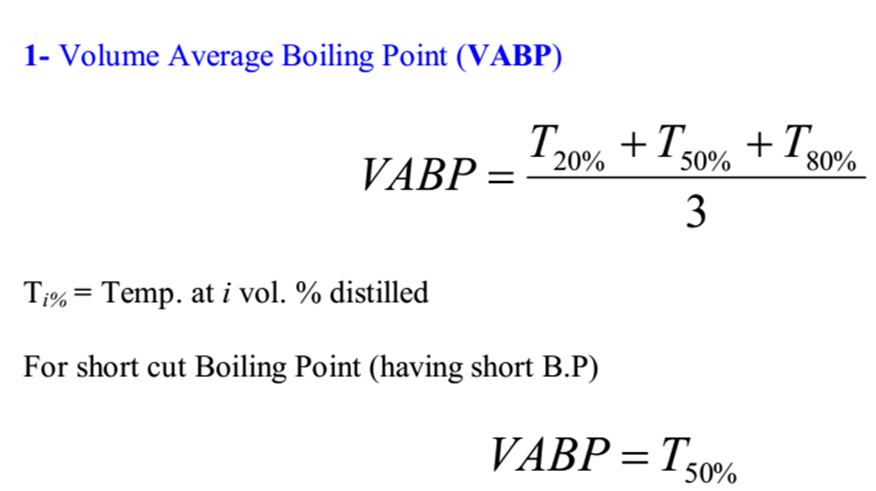 1- Volume Average Boiling Point (VABP)
VABP = (T20% + T50% + T80%) / 3
Ti% = Temp. at i vol. % distilled
For short cut Boiling Point (having short B.P)
VABP = T50%